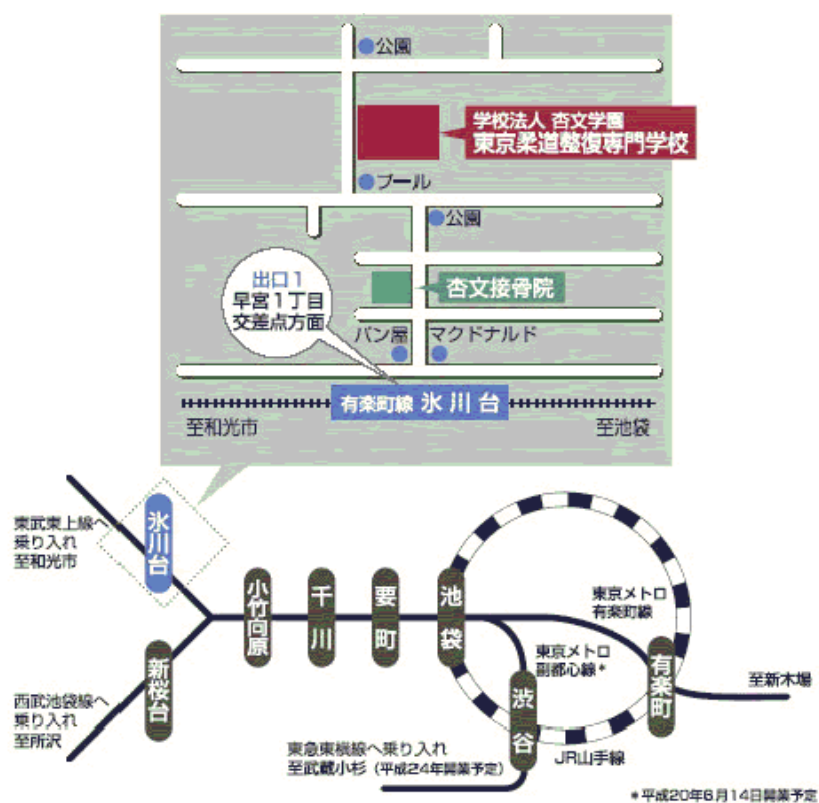 公園
学校法人 杏文学園
東京柔道整復専門学校
プール
公園
出口1
早宮1丁目
交差点方面
杏文接骨院
パン屋
マクドナルド
有楽町線 氷川台
至和光市
至池袋
東武東上線へ
乗り入れ
至和光市
氷川台
小竹向原
千川
要町
池袋
東京メトロ
有楽町線
東京メトロ
副都心線*
新桜台
西武池袋線へ
乗り入れ
至所沢
渋谷
有楽町
至新木場
東急東横線へ乗り入れ
至武蔵小杉(平成24年開業予定)
JR山手線
*平成20年6月14日開業予定